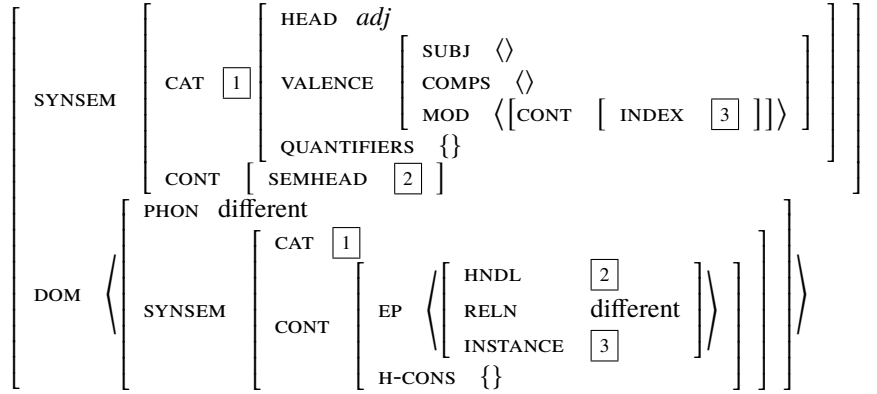 HEAD adj
SUBJ ⟨⟩
CAT 1 VALENCE COMPS ⟨⟩
SYNSEM MOD ⟨[CONT [ INDEX 3 ]]⟩
QUANTIFIERS {}
CONT [ SEMHEAD 2 ]
PHON different
CAT 1
HNDL 2
DOM ⟨ SYNSEM EP ⟨ RELN different ⟩ ⟩
CONT INSTANCE 3
H-CONS {}